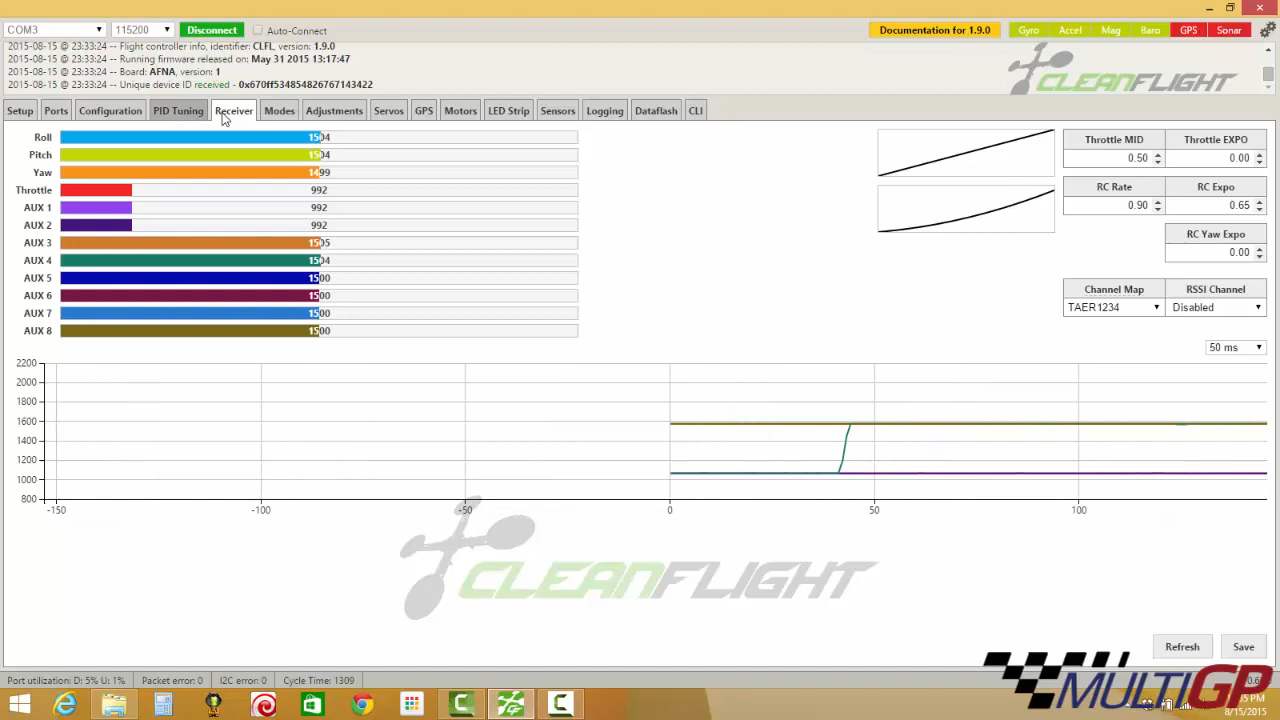 COM3 115200 Disconnect Auto-Connect Documentation for 1.9.0 Gyro Accel Mag Baro GPS Sonar
2015-08-15 @ 23:33:24 -- Flight controller info, identifier: CLFL, version: 1.9.0
2015-08-15 @ 23:33:24 -- Running firmware released on: May 31 2015 13:17:47
2015-08-15 @ 23:33:24 -- Board: AFNA, version: 1
2015-08-15 @ 23:33:24 -- Unique device ID received - 0x670ff534854826767143422
CLEANFLIGHT
Setup Ports Configuration PID Tuning Receiver Modes Adjustments Servos GPS Motors LED Strip Sensors Logging Dataflash CLI
Roll 1504
Pitch 1504
Yaw 1499
Throttle 992
AUX 1 992
AUX 2 992
AUX 3 1505
AUX 4 1504
AUX 5 1500
AUX 6 1500
AUX 7 1500
AUX 8 1500
Throttle MID Throttle EXPO
0.50 0.00
RC Rate RC Expo
0.90 0.65
RC Yaw Expo
0.00
Channel Map RSSI Channel
TAER1234 Disabled
50 ms
2200
2000
1800
1600
1400
1200
1000
800
-150 -100 -50 0 50 100
CLEANFLIGHT
Refresh Save
Port utilization: D: 5% U: 1% Packet error: 0 I2C error: 0 Cycle Time: 1309
MULTIGP
8/15/2015